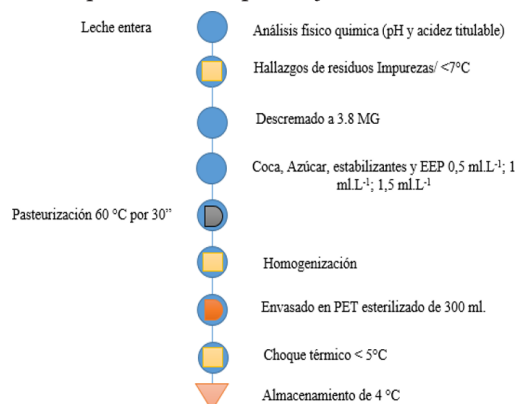 Leche entera
Análisis fisico quimica (pH y acidez titulable)
Hallazgos de residuos Impurezas/ <7°C
Descremado a 3.8 MG
Coca, Azúcar, estabilizantes y EEP 0,5 ml.L-1; 1
ml.L-1; 1,5 ml.L-1
Pasteurización 60 °C por 30”
Homogenización
Envasado en PET esterilizado de 300 ml.
Choque térmico < 5°C
Almacenamiento de 4 °C